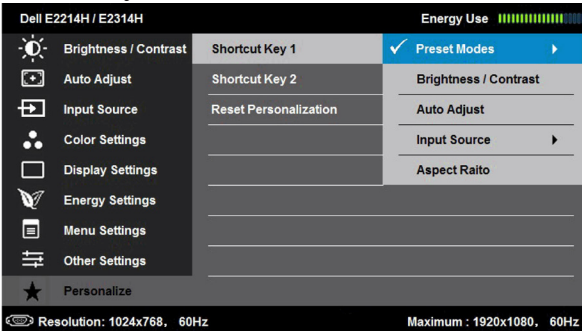 Dell E2214H / E2314H Energy Use
Brightness / Contrast Shortcut Key 1 Preset Modes
Auto Adjust Shortcut Key 2 Brightness / Contrast
Input Source Reset Personalization Auto Adjust
Color Settings Input Source
Display Settings Aspect Raito
Energy Settings
Menu Settings
Other Settings
Personalize
Resolution: 1024x768, 60Hz Maximum : 1920x1080, 60Hz